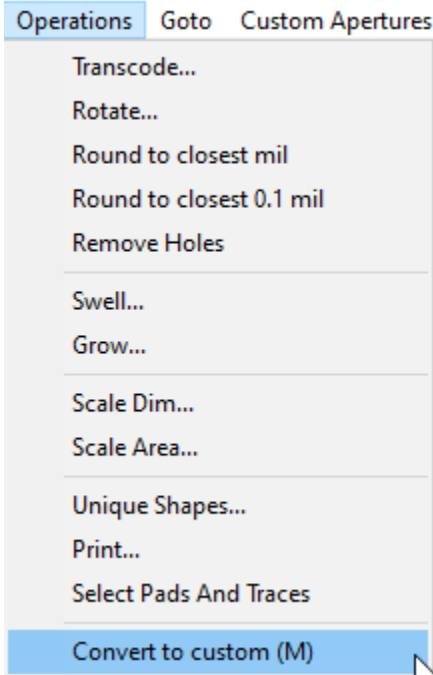 Operations Goto Custom Apertures
Transcode...
Rotate...
Round to closest mil
Round to closest 0.1 mil
Remove Holes
Swell...
Grow...
Scale Dim...
Scale Area...
Unique Shapes...
Print...
Select Pads And Traces
Convert to custom (M)